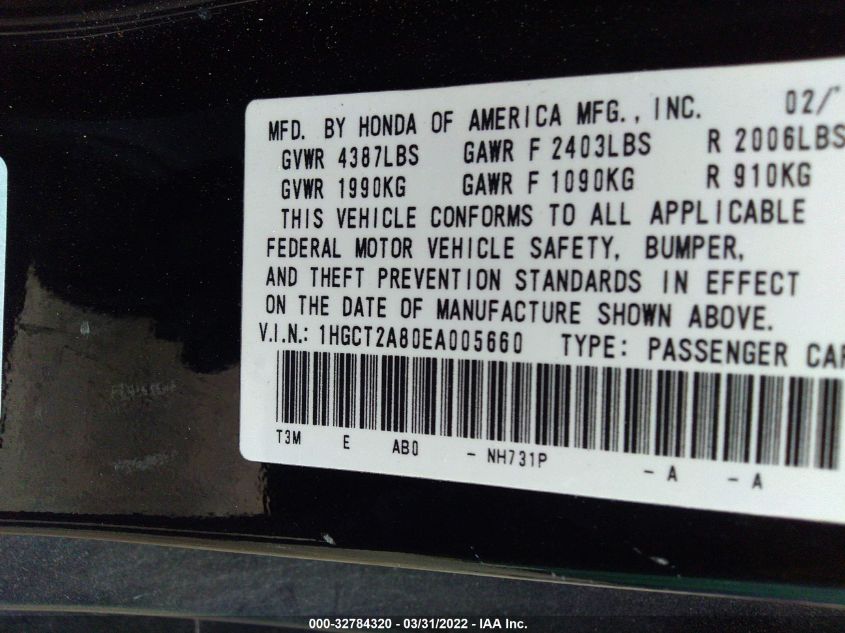 MFD. BY HONDA OF AMERICA MFG., INC. 02/
GVWR 4387LBS GAWR F 2403LBS R 2006LBS
GVWR 1990KG GAWR F 1090KG R 910KG
THIS VEHICLE CONFORMS TO ALL APPLICABLE
FEDERAL MOTOR VEHICLE SAFETY, BUMPER,
AND THEFT PREVENTION STANDARDS IN EFFECT
ON THE DATE OF MANUFACTURE SHOWN ABOVE.
V.I.N.: 1HGCT2A80EA005660 TYPE: PASSENGER CAR
T3M E AB0 - NH731P - A - A
000-32784320 - 03/31/2022 - IAA Inc.